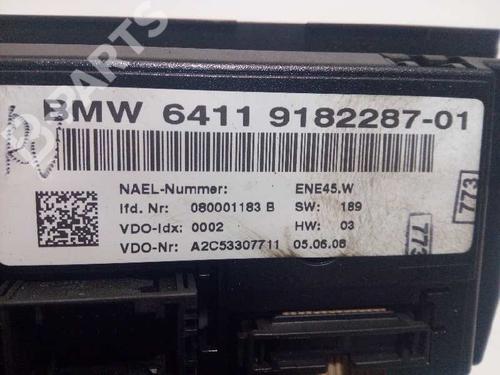 B PARTS
BMW 6411 9182287-01
NAEL-Nummer: ENE45.W
lfd. Nr: 080001183 B SW: 189
VDO-Idx: 0002 HW: 03
VDO-Nr: A2C53307711 05.06.08
773
773